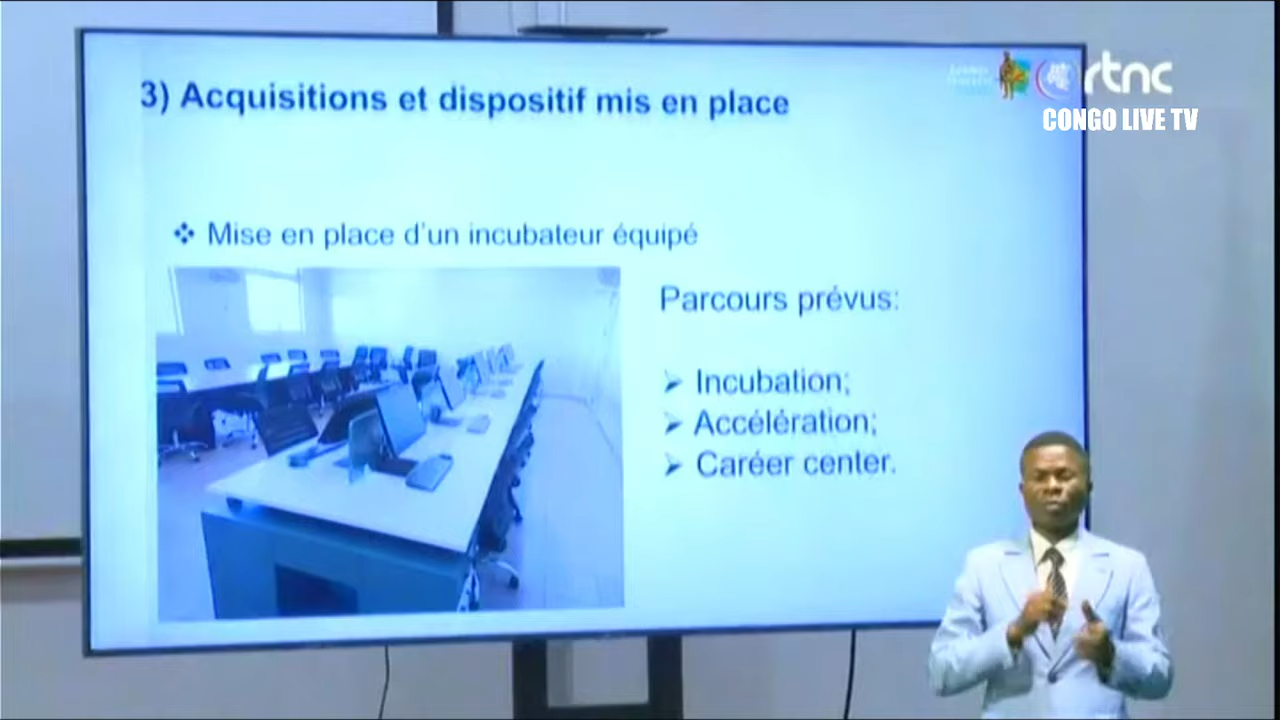 3) Acquisitions et dispositif mis en place
rtnc
CONGO LIVE TV
❖ Mise en place d'un incubateur équipé
Parcours prévus:
➢ Incubation;
➢ Accélération;
➢ Caréer center.